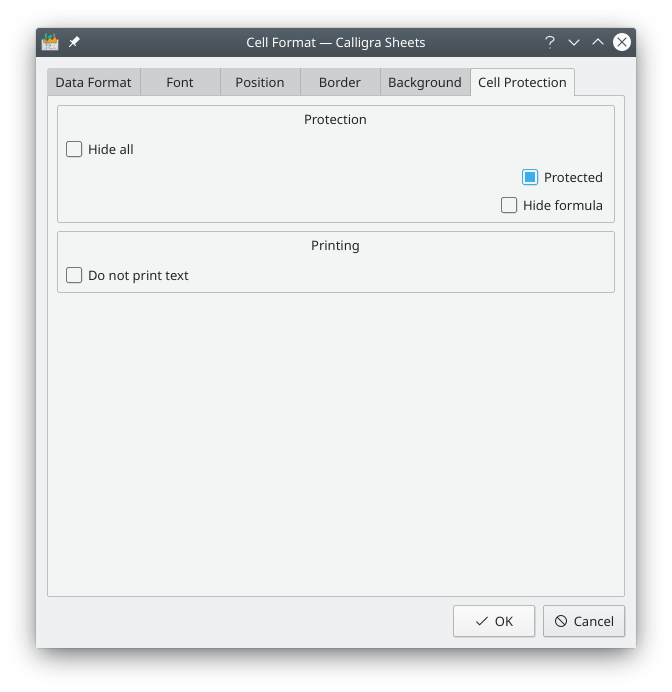 Cell Format — Calligra Sheets
Data Format Font Position Border Background Cell Protection
Protection
Hide all
Protected
Hide formula
Printing
Do not print text
OK Cancel